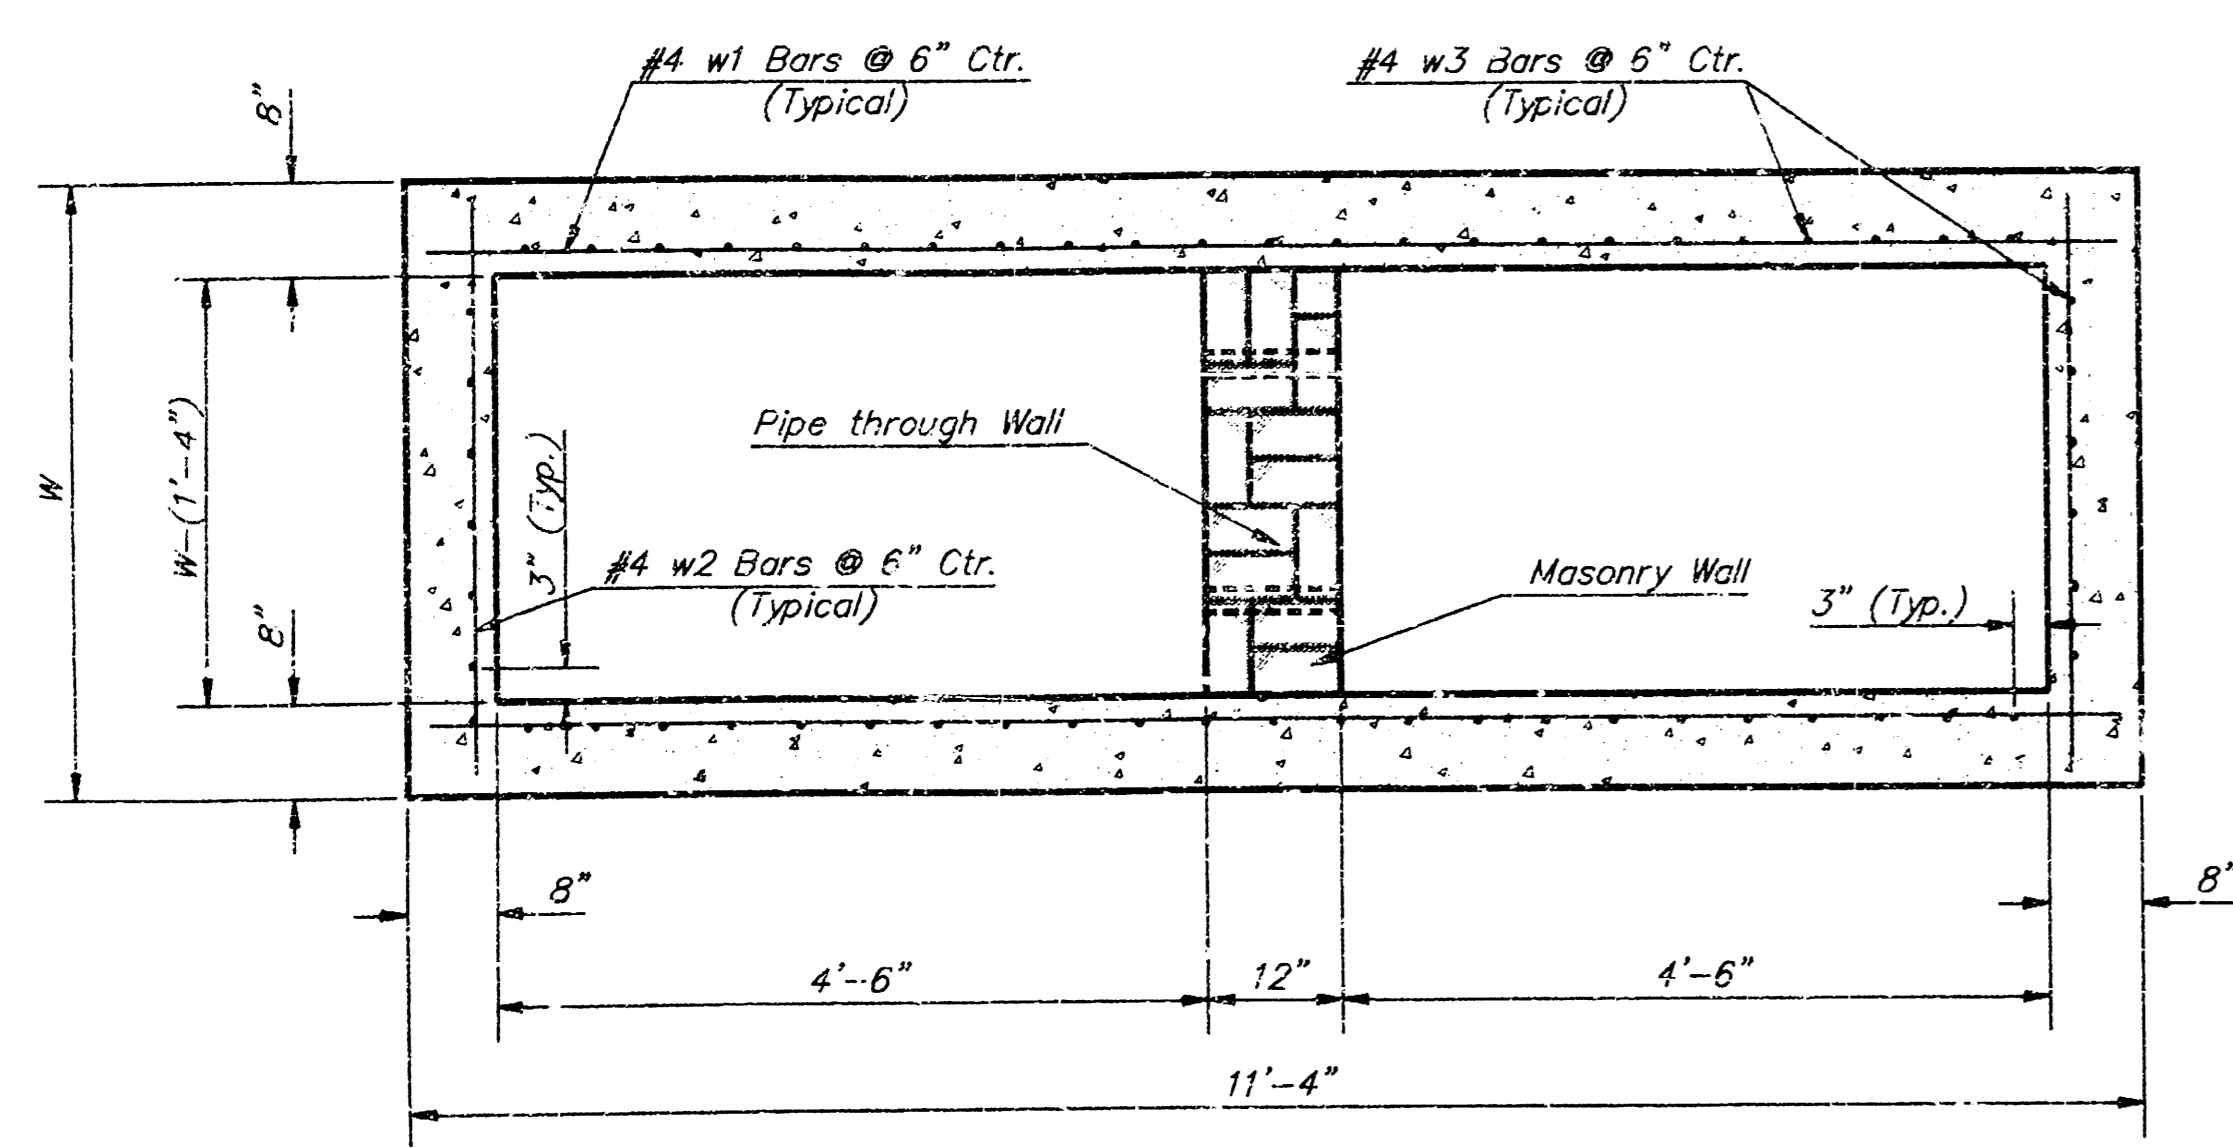 #4 w1 Bars @ 6" Ctr.
(Typical)
#4 w3 Bars @ 6" Ctr.
(Typical)
8"
W
W-(1'-4")
8"
3" (Typ.)
Pipe through Wall
#4 w2 Bars @ 6" Ctr.
(Typical)
Masonry Wall
3" (Typ.)
8"
8"
4'-6"
12"
4'-6"
11'-4"